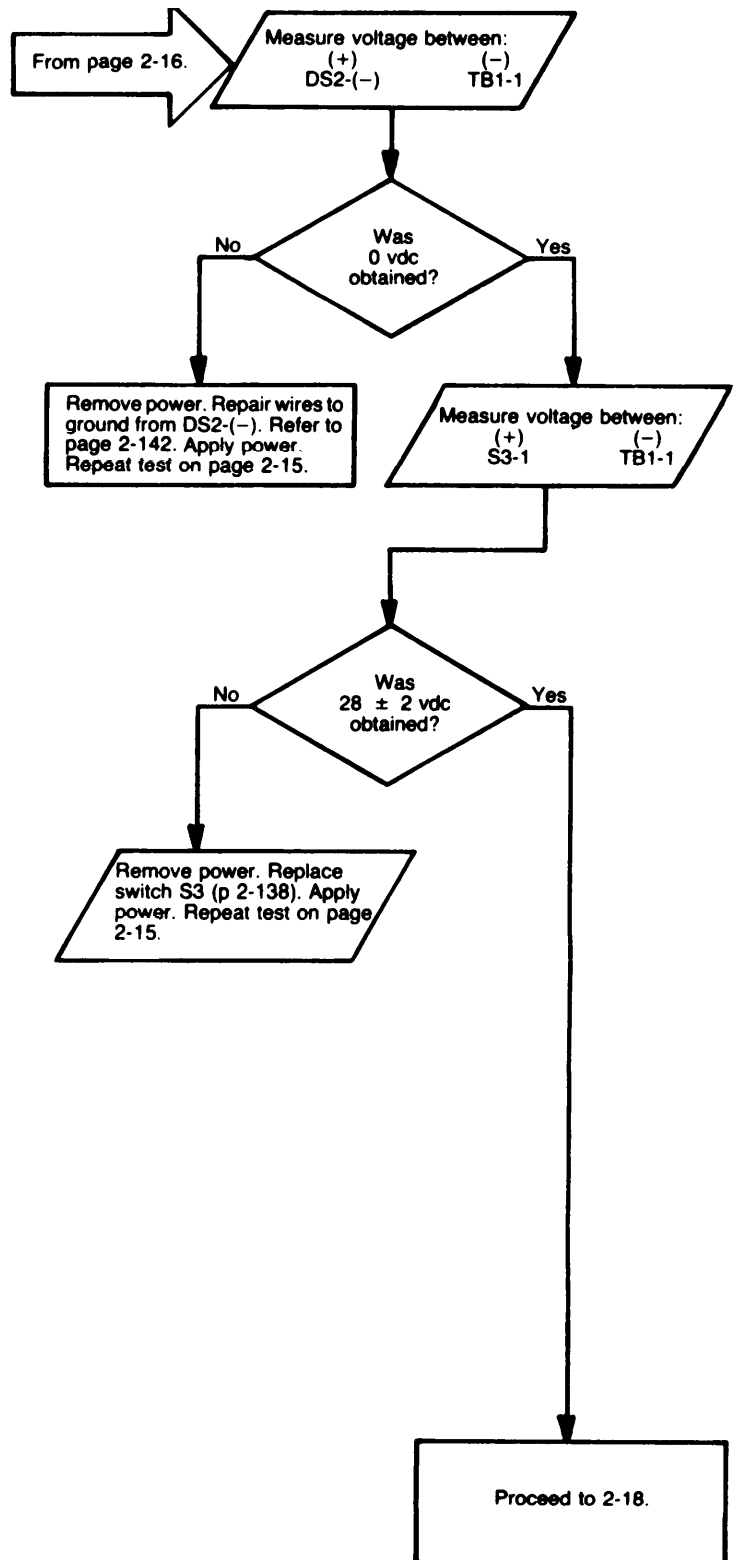 From page 2-16.
Measure voltage between:
(+) (−)
DS2-(−) TB1-1
Was
0 vdc
obtained?
No
Yes
Remove power. Repair wires to
ground from DS2-(−). Refer to
page 2-142. Apply power.
Repeat test on page 2-15.
Measure voltage between:
(+) (−)
S3-1 TB1-1
Was
28 ± 2 vdc
obtained?
No
Yes
Remove power. Replace
switch S3 (p 2-138). Apply
power. Repeat test on page
2-15.
Proceed to 2-18.